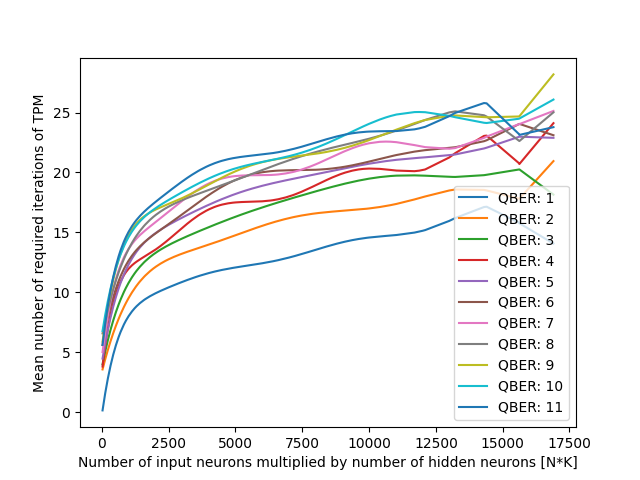 Mean number of required iterations of TPM
25
20
15
10
5
0
QBER: 1
QBER: 2
QBER: 3
QBER: 4
QBER: 5
QBER: 6
QBER: 7
QBER: 8
QBER: 9
QBER: 10
QBER: 11
0 2500 5000 7500 10000 12500 15000 17500
Number of input neurons multiplied by number of hidden neurons [N*K]